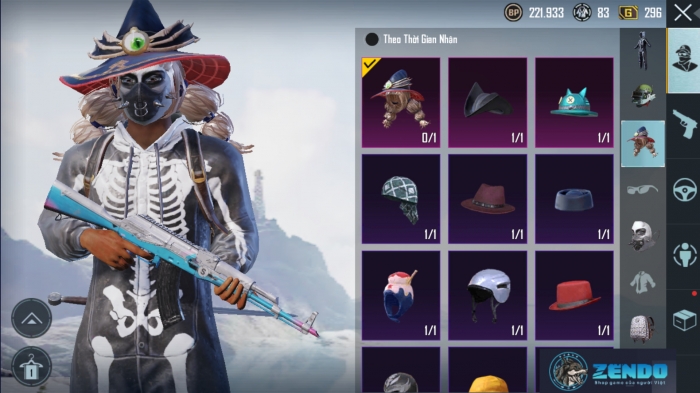 BP 221.933 83 G 296
Theo Thời Gian Nhận
0/1 1/1 1/1
1/1 1/1 1/1
1/1 1/1 1/1
ZENDO
Shop game của người Việt